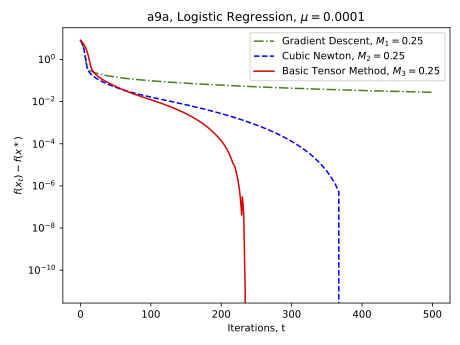 a9a, Logistic Regression, μ = 0.0001
Gradient Descent, M₁ = 0.25
Cubic Newton, M₂ = 0.25
Basic Tensor Method, M₃ = 0.25
f(xₜ) − f(x*)
10⁰
10⁻²
10⁻⁴
10⁻⁶
10⁻⁸
10⁻¹⁰
0 100 200 300 400 500
Iterations, t